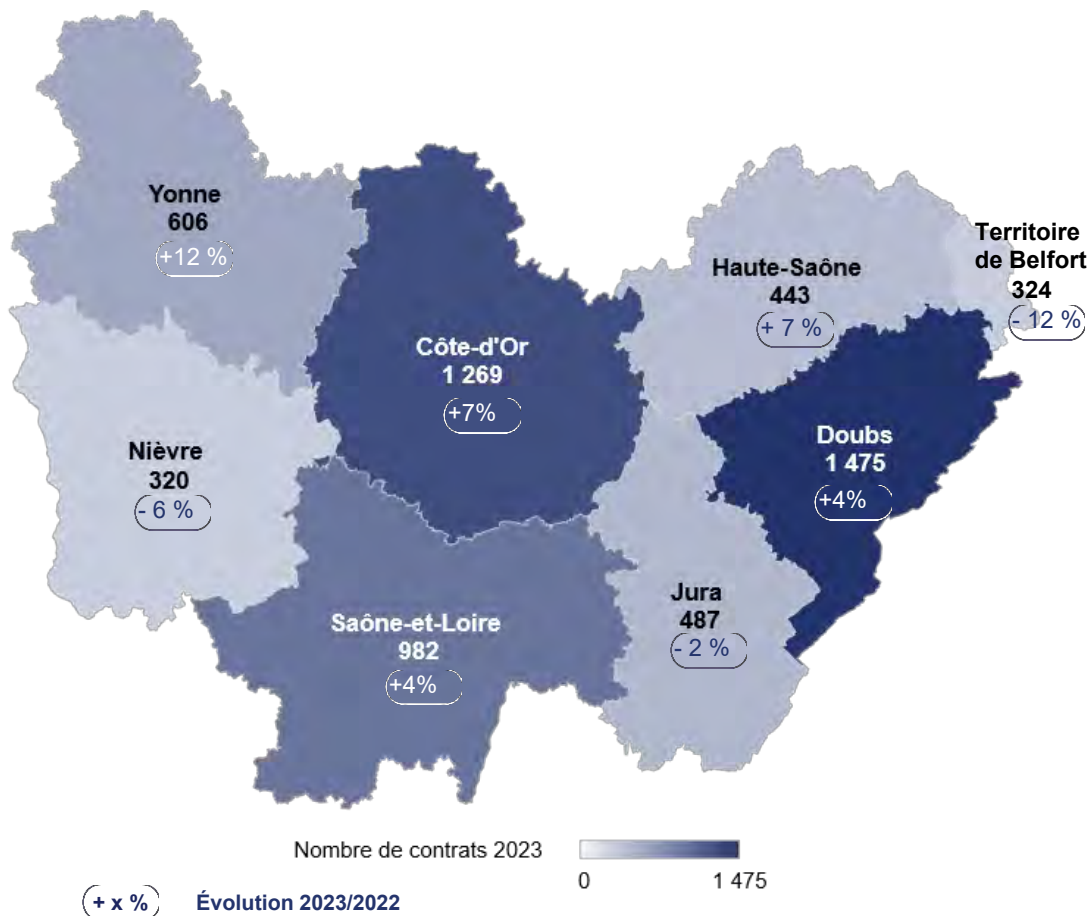 Yonne
606
+12 %
Côte-d'Or
1 269
+7%
Haute-Saône
443
+ 7 %
Territoire
de Belfort
324
- 12 %
Nièvre
320
- 6 %
Doubs
1 475
+4%
Saône-et-Loire
982
+4%
Jura
487
- 2 %
Nombre de contrats 2023
0 1 475
+ x % Évolution 2023/2022